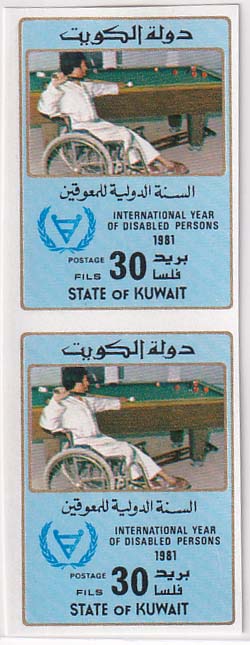 دولة الكويت
السنة الدولية للمعوقين
INTERNATIONAL YEAR
OF DISABLED PERSONS
1981
POSTAGE 30 بريد
FILS فلسا
STATE OF KUWAIT
دولة الكويت
السنة الدولية للمعوقين
INTERNATIONAL YEAR
OF DISABLED PERSONS
1981
POSTAGE 30 بريد
FILS فلسا
STATE OF KUWAIT